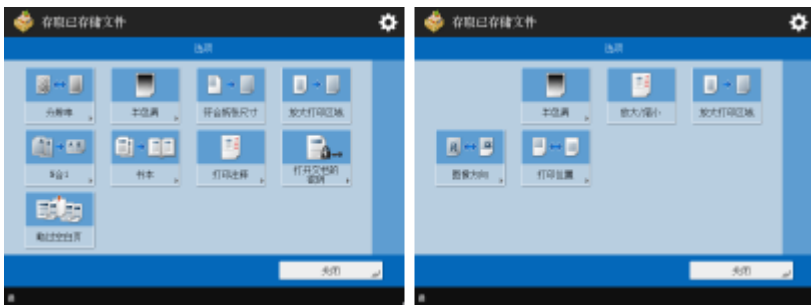 存取已存储文件
选项
分辨率
半色调
符合纸张尺寸
放大打印区域
N合1
书本
打印注释
打开文档的密码
略过空白页
关闭
存取已存储文件
选项
半色调
放大/缩小
放大打印区域
图像方向
打印位置
关闭